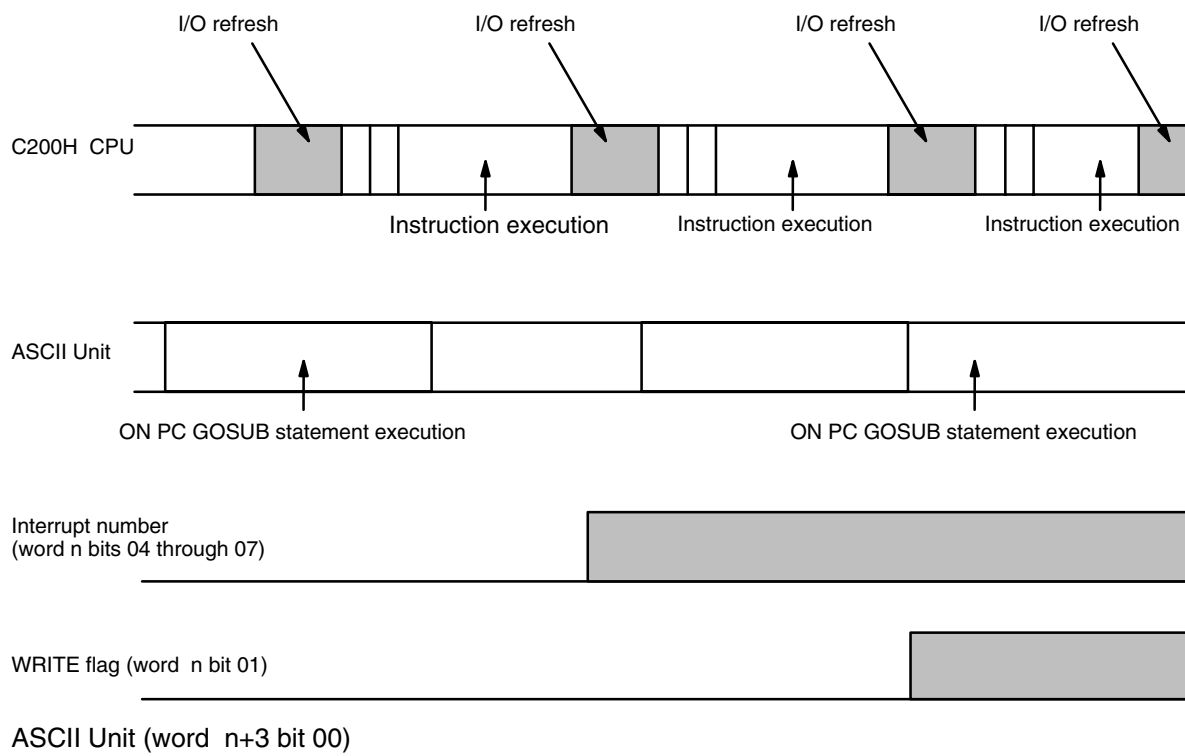 I/O refresh
I/O refresh
I/O refresh
I/O refresh
C200H CPU
Instruction execution
Instruction execution
Instruction execution
ASCII Unit
ON PC GOSUB statement execution
ON PC GOSUB statement execution
Interrupt number
(word n bits 04 through 07)
WRITE flag (word n bit 01)
ASCII Unit (word n+3 bit 00)